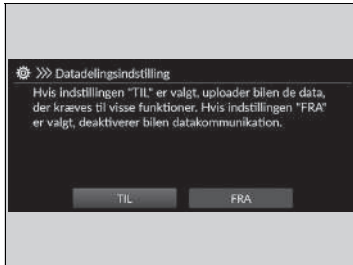 Datadelingsindstilling
Hvis indstillingen "TIL" er valgt, uploader bilen de data,
der kræves til visse funktioner. Hvis indstillingen "FRA"
er valgt, deaktiverer bilen datakommunikation.
TIL
FRA